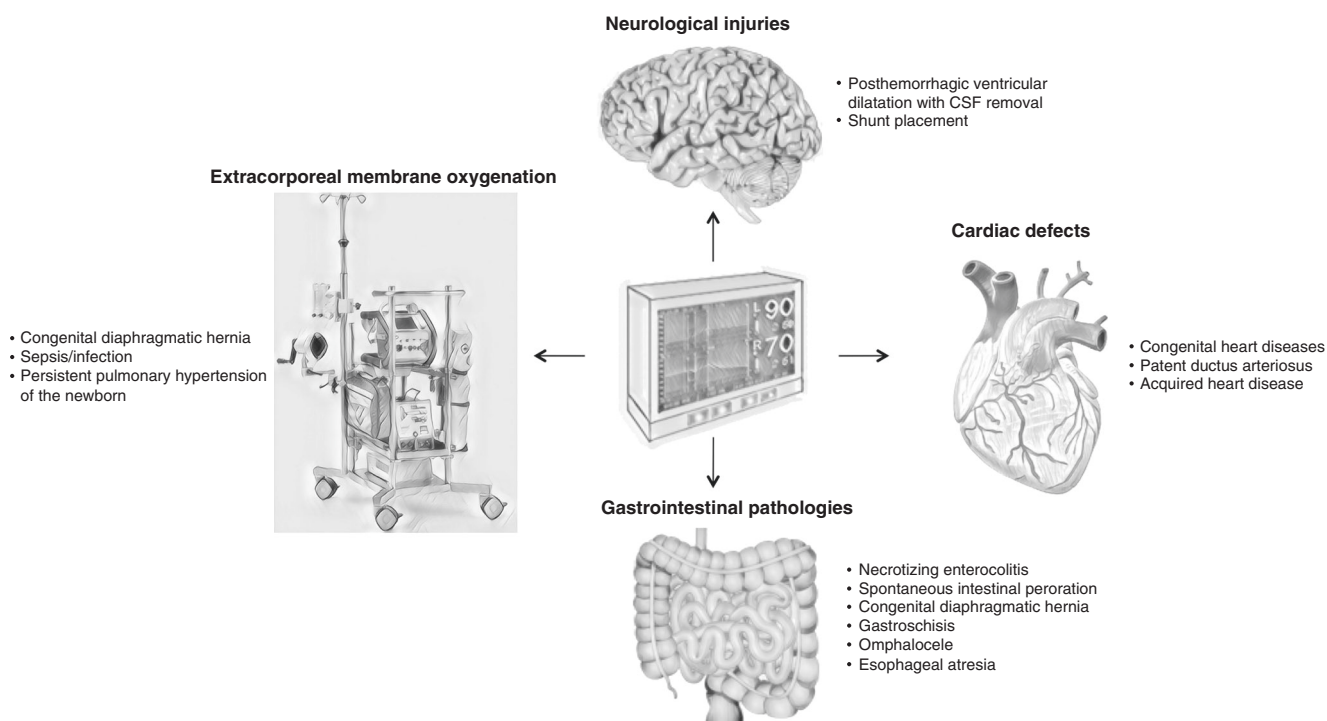 Neurological injuries
• Posthemorrhagic ventricular
dilatation with CSF removal
• Shunt placement
Extracorporeal membrane oxygenation
• Congenital diaphragmatic hernia
• Sepsis/infection
• Persistent pulmonary hypertension
of the newborn
Cardiac defects
• Congenital heart diseases
• Patent ductus arteriosus
• Acquired heart disease
L 90
R 70
Gastrointestinal pathologies
• Necrotizing enterocolitis
• Spontaneous intestinal peroration
• Congenital diaphragmatic hernia
• Gastroschisis
• Omphalocele
• Esophageal atresia